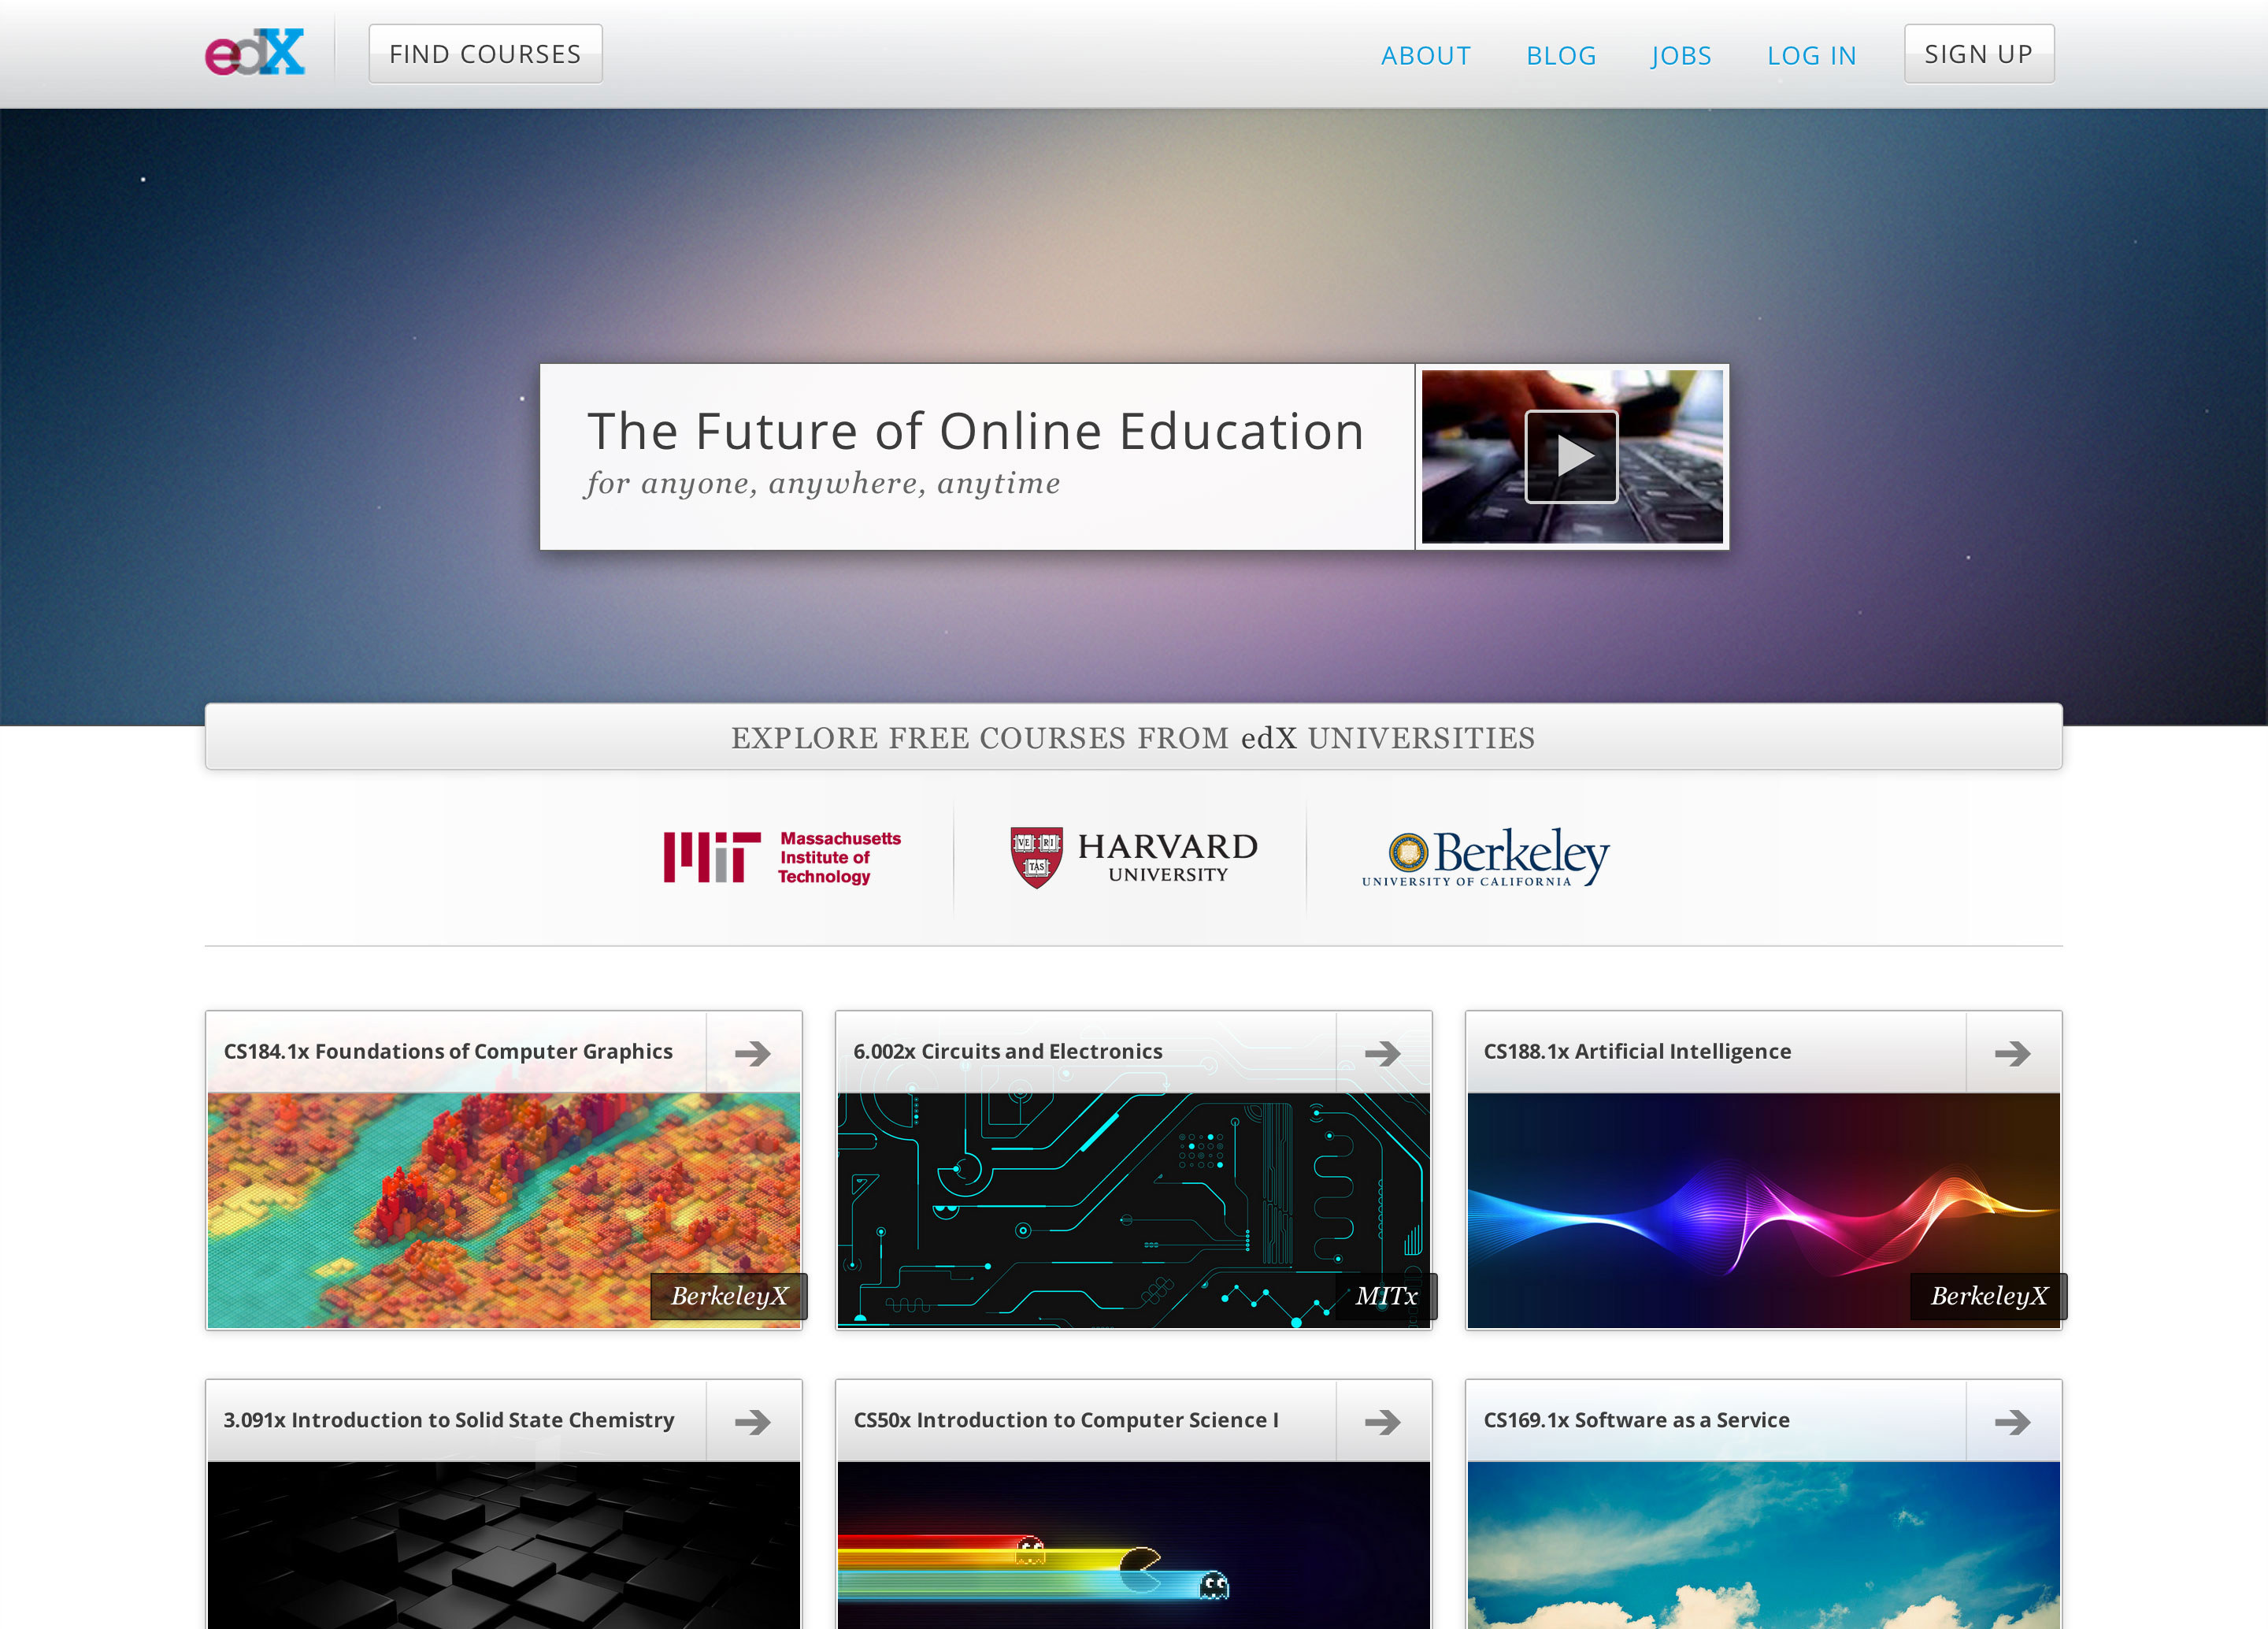 edX
FIND COURSES
ABOUT
BLOG
JOBS
LOG IN
SIGN UP
The Future of Online Education
for anyone, anywhere, anytime
EXPLORE FREE COURSES FROM edX UNIVERSITIES
MIT
Massachusetts
Institute of
Technology
VE RI
TAS
HARVARD
UNIVERSITY
Berkeley
UNIVERSITY OF CALIFORNIA
CS184.1x Foundations of Computer Graphics
BerkeleyX
6.002x Circuits and Electronics
MITx
CS188.1x Artificial Intelligence
BerkeleyX
3.091x Introduction to Solid State Chemistry
CS50x Introduction to Computer Science I
CS169.1x Software as a Service